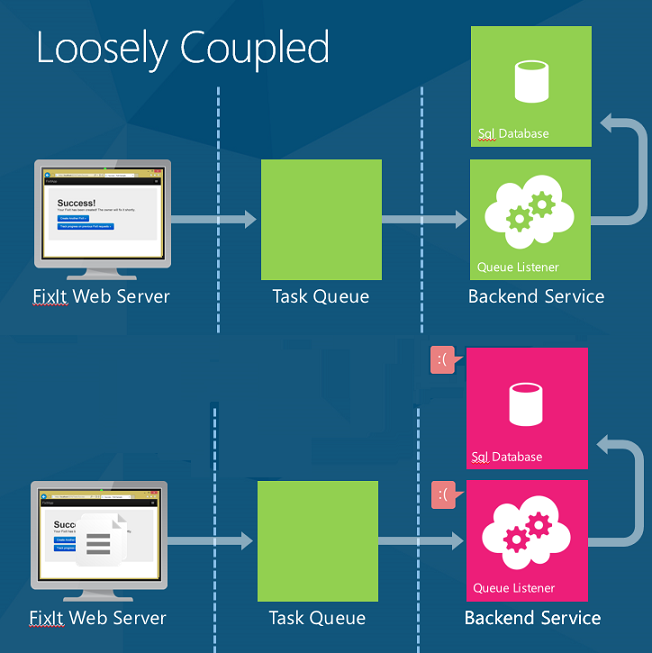 Loosely Coupled
Sql Database
Success!
Queue Listener
FixIt Web Server
Task Queue
Backend Service
:(
Sql Database
:(
Succ
Queue Listener
FixIt Web Server
Task Queue
Backend Service